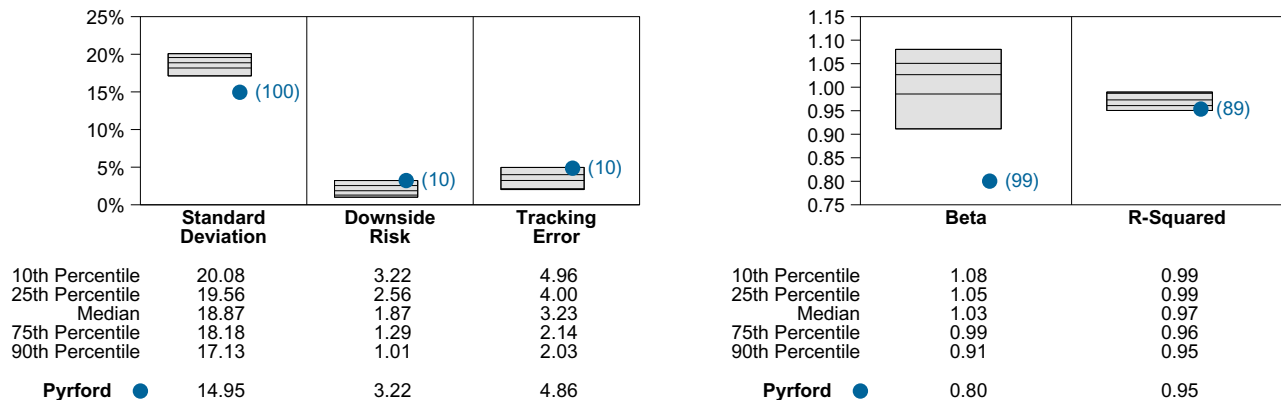 25%
20%
15%
10%
5%
0%
(100)
(10)
(10)
Standard Deviation
Downside Risk
Tracking Error
10th Percentile 20.08 3.22 4.96
25th Percentile 19.56 2.56 4.00
Median 18.87 1.87 3.23
75th Percentile 18.18 1.29 2.14
90th Percentile 17.13 1.01 2.03
Pyrford 14.95 3.22 4.86
1.15
1.10
1.05
1.00
0.95
0.90
0.85
0.80
0.75
(99)
(89)
Beta
R-Squared
10th Percentile 1.08 0.99
25th Percentile 1.05 0.99
Median 1.03 0.97
75th Percentile 0.99 0.96
90th Percentile 0.91 0.95
Pyrford 0.80 0.95